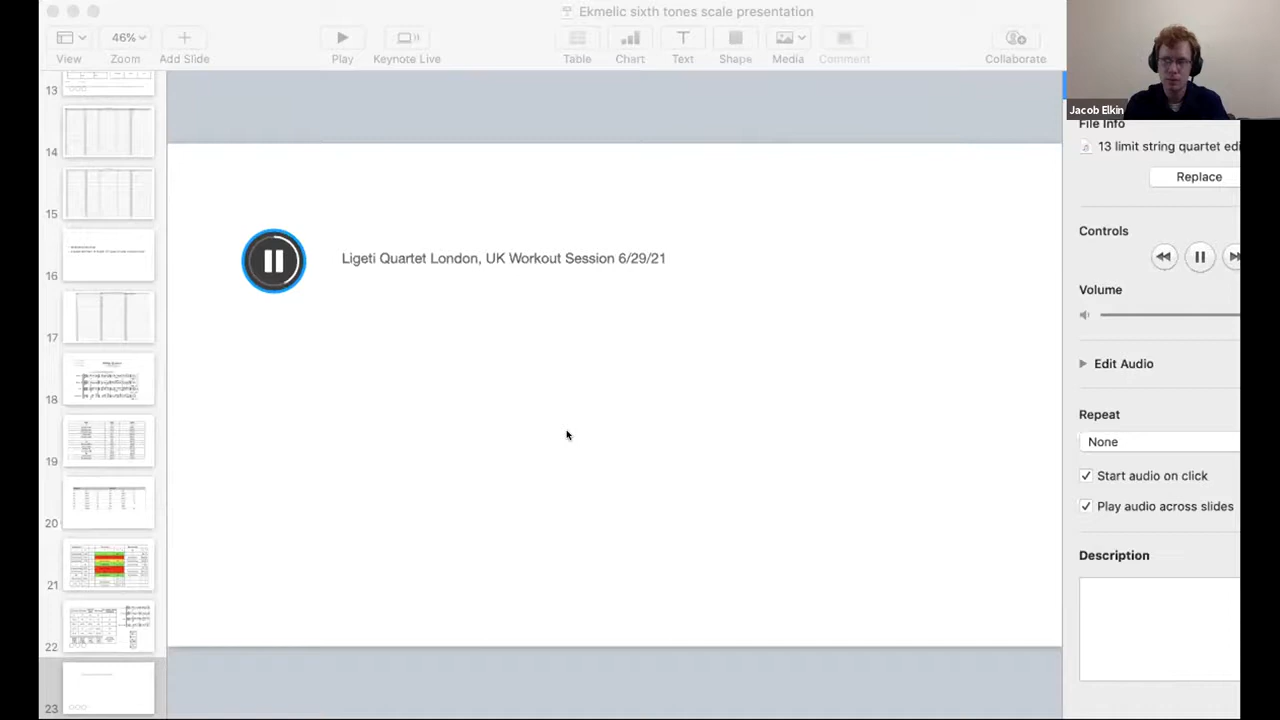 Ekmelic sixth tones scale presentation
46%
View
Zoom
Add Slide
Play
Keynote Live
Table
Chart
Text
Shape
Media
Comment
Collaborate
Jacob Elkin
13
14
15
16
17
18
19
20
21
22
23
Ligeti Quartet London, UK Workout Session 6/29/21
File Info
13 limit string quartet edi
Replace
Controls
Volume
Edit Audio
Repeat
None
Start audio on click
Play audio across slides
Description